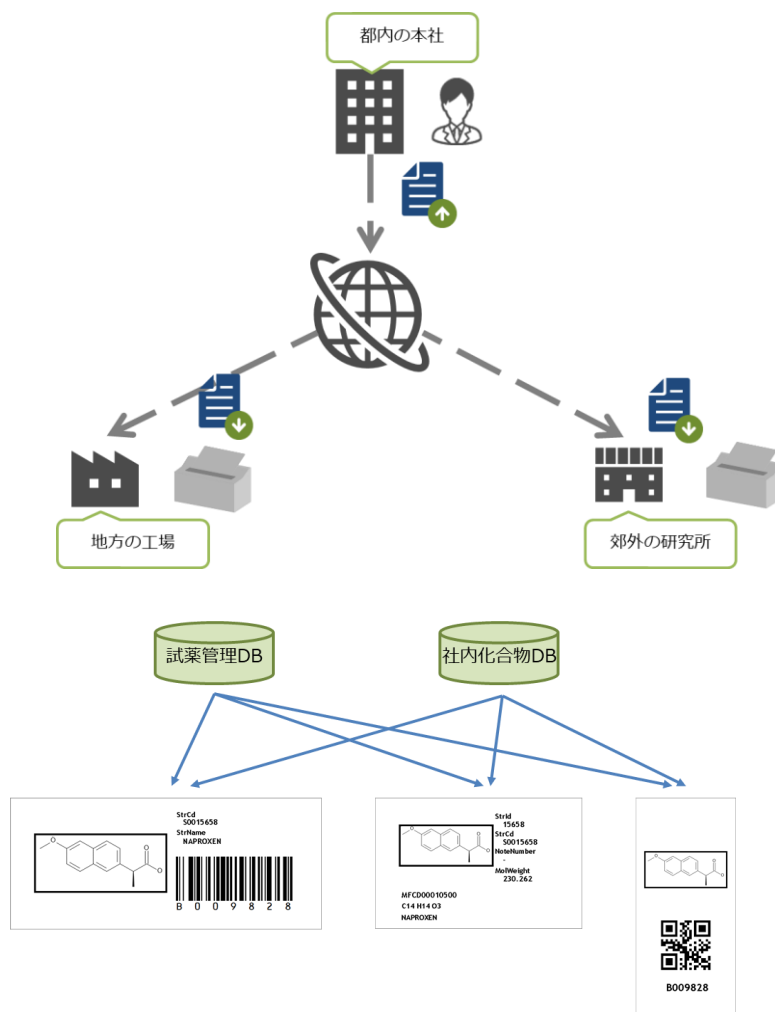 都内の本社
地方の工場
郊外の研究所
試薬管理DB
社内化合物DB
StrCd
S0015658
StrName
NAPROXEN
B009828
O
O
O
StrId
15658
StrCd
S0015658
NoteNumber
-
MolWeight
230.262
O
O
O
MFCD00010500
C14 H14 O3
NAPROXEN
O
O
O
B009828